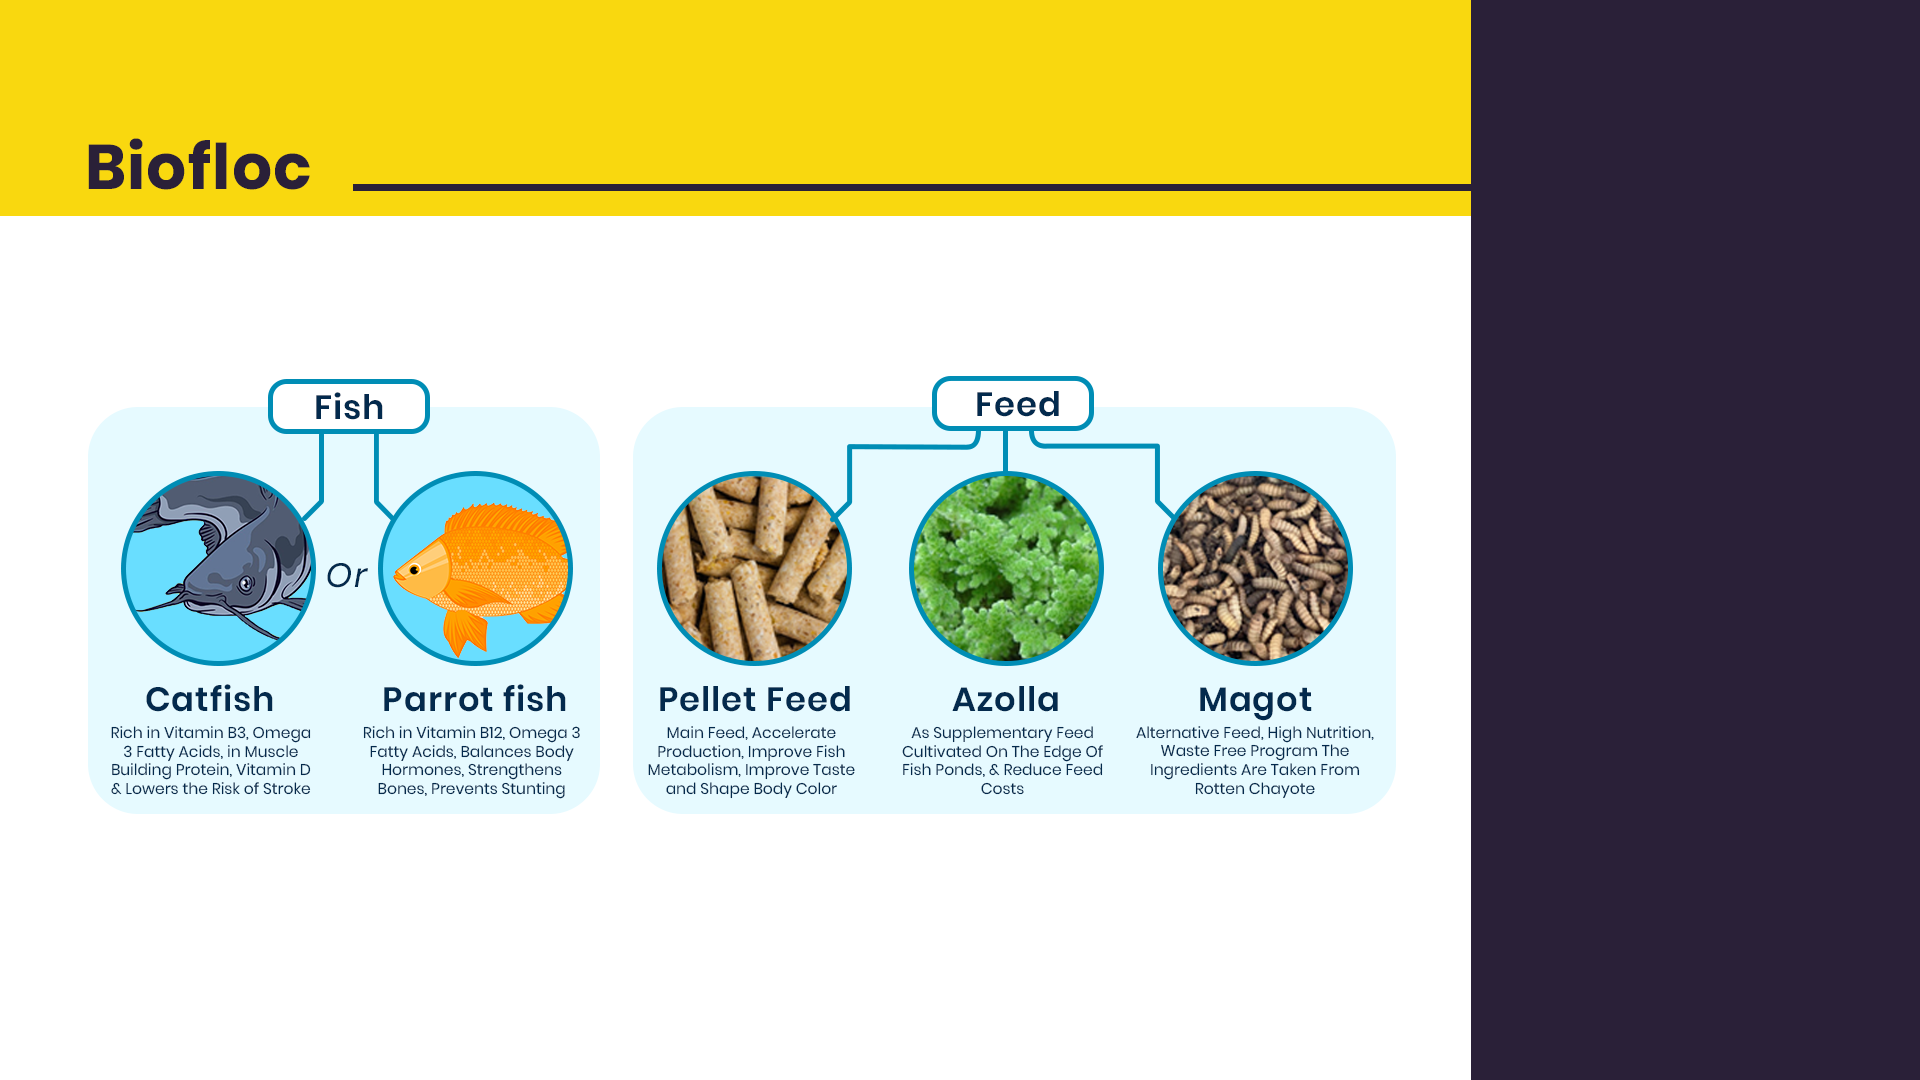 Biofloc
Fish
Or
Catfish
Rich in Vitamin B3, Omega
3 Fatty Acids, in Muscle
Building Protein, Vitamin D
& Lowers the Risk of Stroke
Parrot fish
Rich in Vitamin B12, Omega 3
Fatty Acids, Balances Body
Hormones, Strengthens
Bones, Prevents Stunting
Feed
Pellet Feed
Main Feed, Accelerate
Production, Improve Fish
Metabolism, Improve Taste
and Shape Body Color
Azolla
As Supplementary Feed
Cultivated On The Edge Of
Fish Ponds, & Reduce Feed
Costs
Magot
Alternative Feed, High Nutrition,
Waste Free Program The
Ingredients Are Taken From
Rotten Chayote